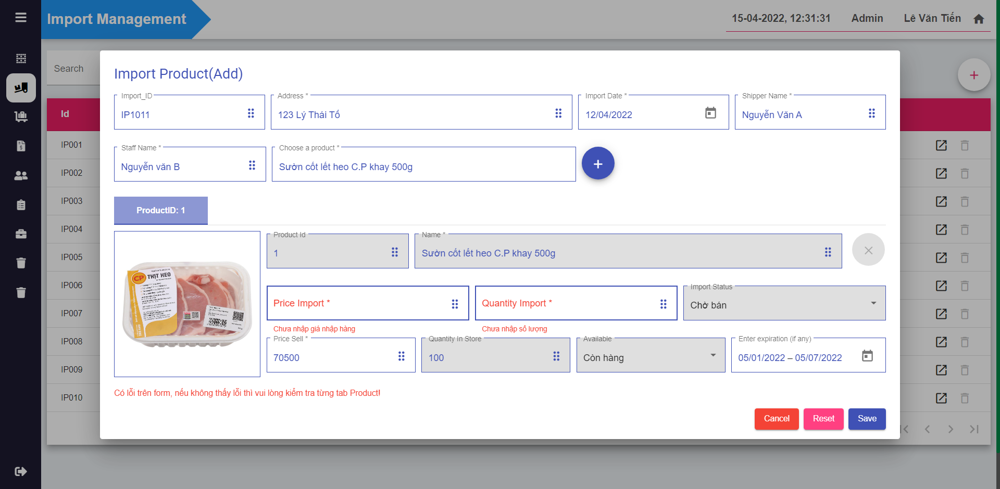 Import Management
15-04-2022, 12:31:31
Admin
Lê Văn Tiến
Search
Import Product(Add)
Import_ID
IP1011
Address *
123 Lý Thái Tổ
Import Date *
12/04/2022
Shipper Name *
Nguyễn Văn A
Staff Name *
Nguyễn văn B
Choose a product *
Sườn cốt lết heo C.P khay 500g
ProductID: 1
Product Id
1
Name *
Sườn cốt lết heo C.P khay 500g
CP
THỊT HEO
Price Import *
Chưa nhập giá nhập hàng
Quantity Import *
Chưa nhập số lượng
Import Status
Chờ bán
Price Sell *
70500
Quantity In Store
100
Available
Còn hàng
Enter expiration (if any)
05/01/2022 – 05/07/2022
Có lỗi trên form, nếu không thấy lỗi thì vui lòng kiểm tra từng tab Product!
Cancel
Reset
Save
Id
IP001
IP002
IP003
IP004
IP005
IP006
IP007
IP008
IP009
IP010